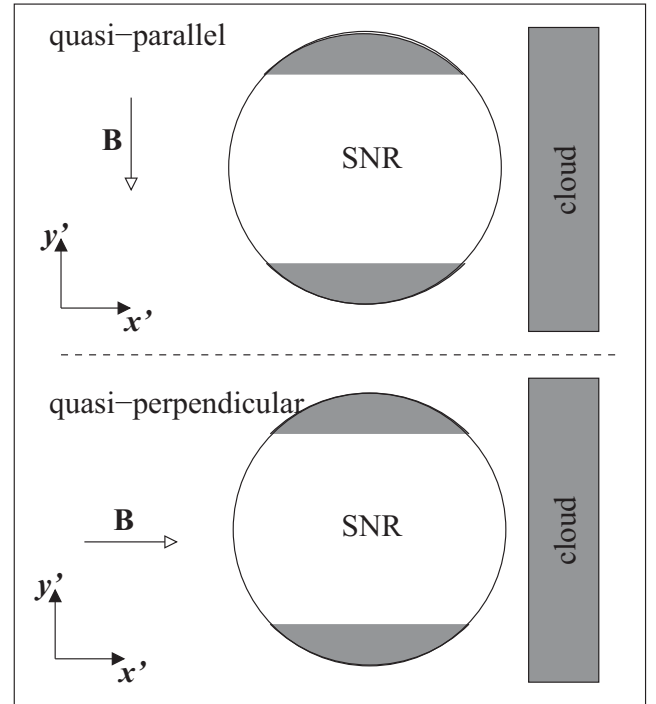 quasi−parallel
B
SNR
cloud
y’
x’
quasi−perpendicular
B
SNR
cloud
y’
x’